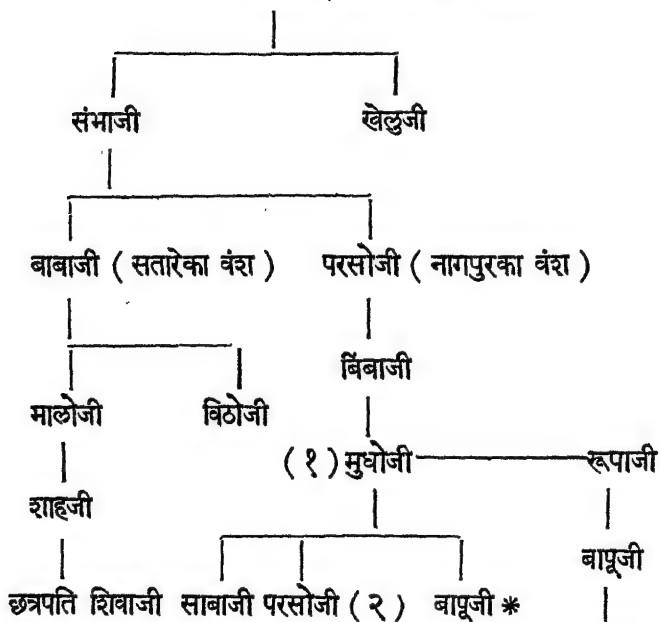 संभाजी खेलुजी
बाबाजी ( सतारेका वंश ) परसोजी ( नागपुरका वंश )
बिंबाजी
मालोजी विठोजी
( १ ) मुधोजी रूपाजी
शाहजी
बापूजी
छत्रपति शिवाजी साबाजी परसोजी ( २ ) बापूजी *